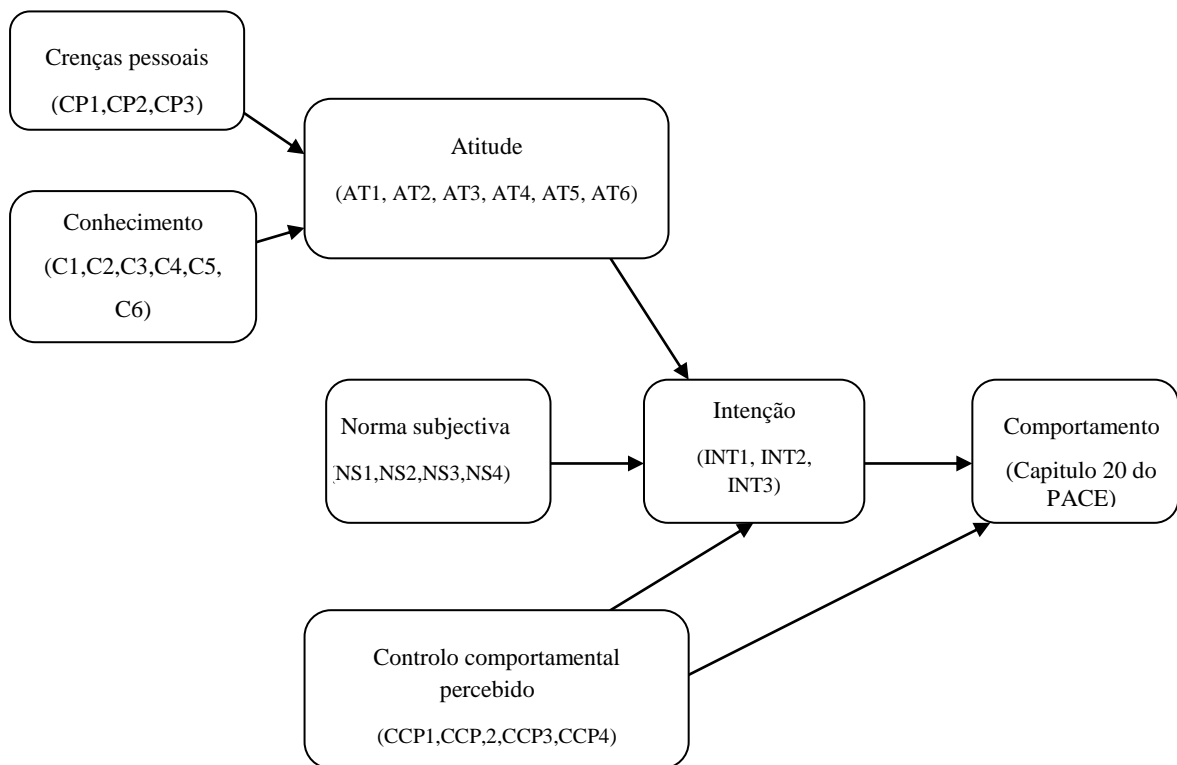 Crenças pessoais
(CP1,CP2,CP3)
Atitude
(AT1, AT2, AT3, AT4, AT5, AT6)
Conhecimento
(C1,C2,C3,C4,C5,
C6)
Norma subjectiva
(NS1,NS2,NS3,NS4)
Intenção
(INT1, INT2,
INT3)
Comportamento
(Capitulo 20 do
PACE)
Controlo comportamental
percebido
(CCP1,CCP,2,CCP3,CCP4)